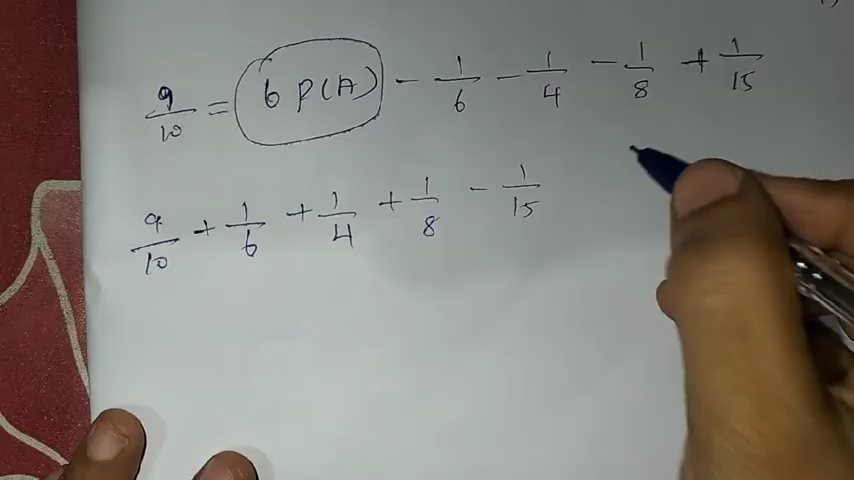 9/10 = 6 P(A) - 1/6 - 1/4 - 1/8 + 1/15
9/10 + 1/6 + 1/4 + 1/8 - 1/15